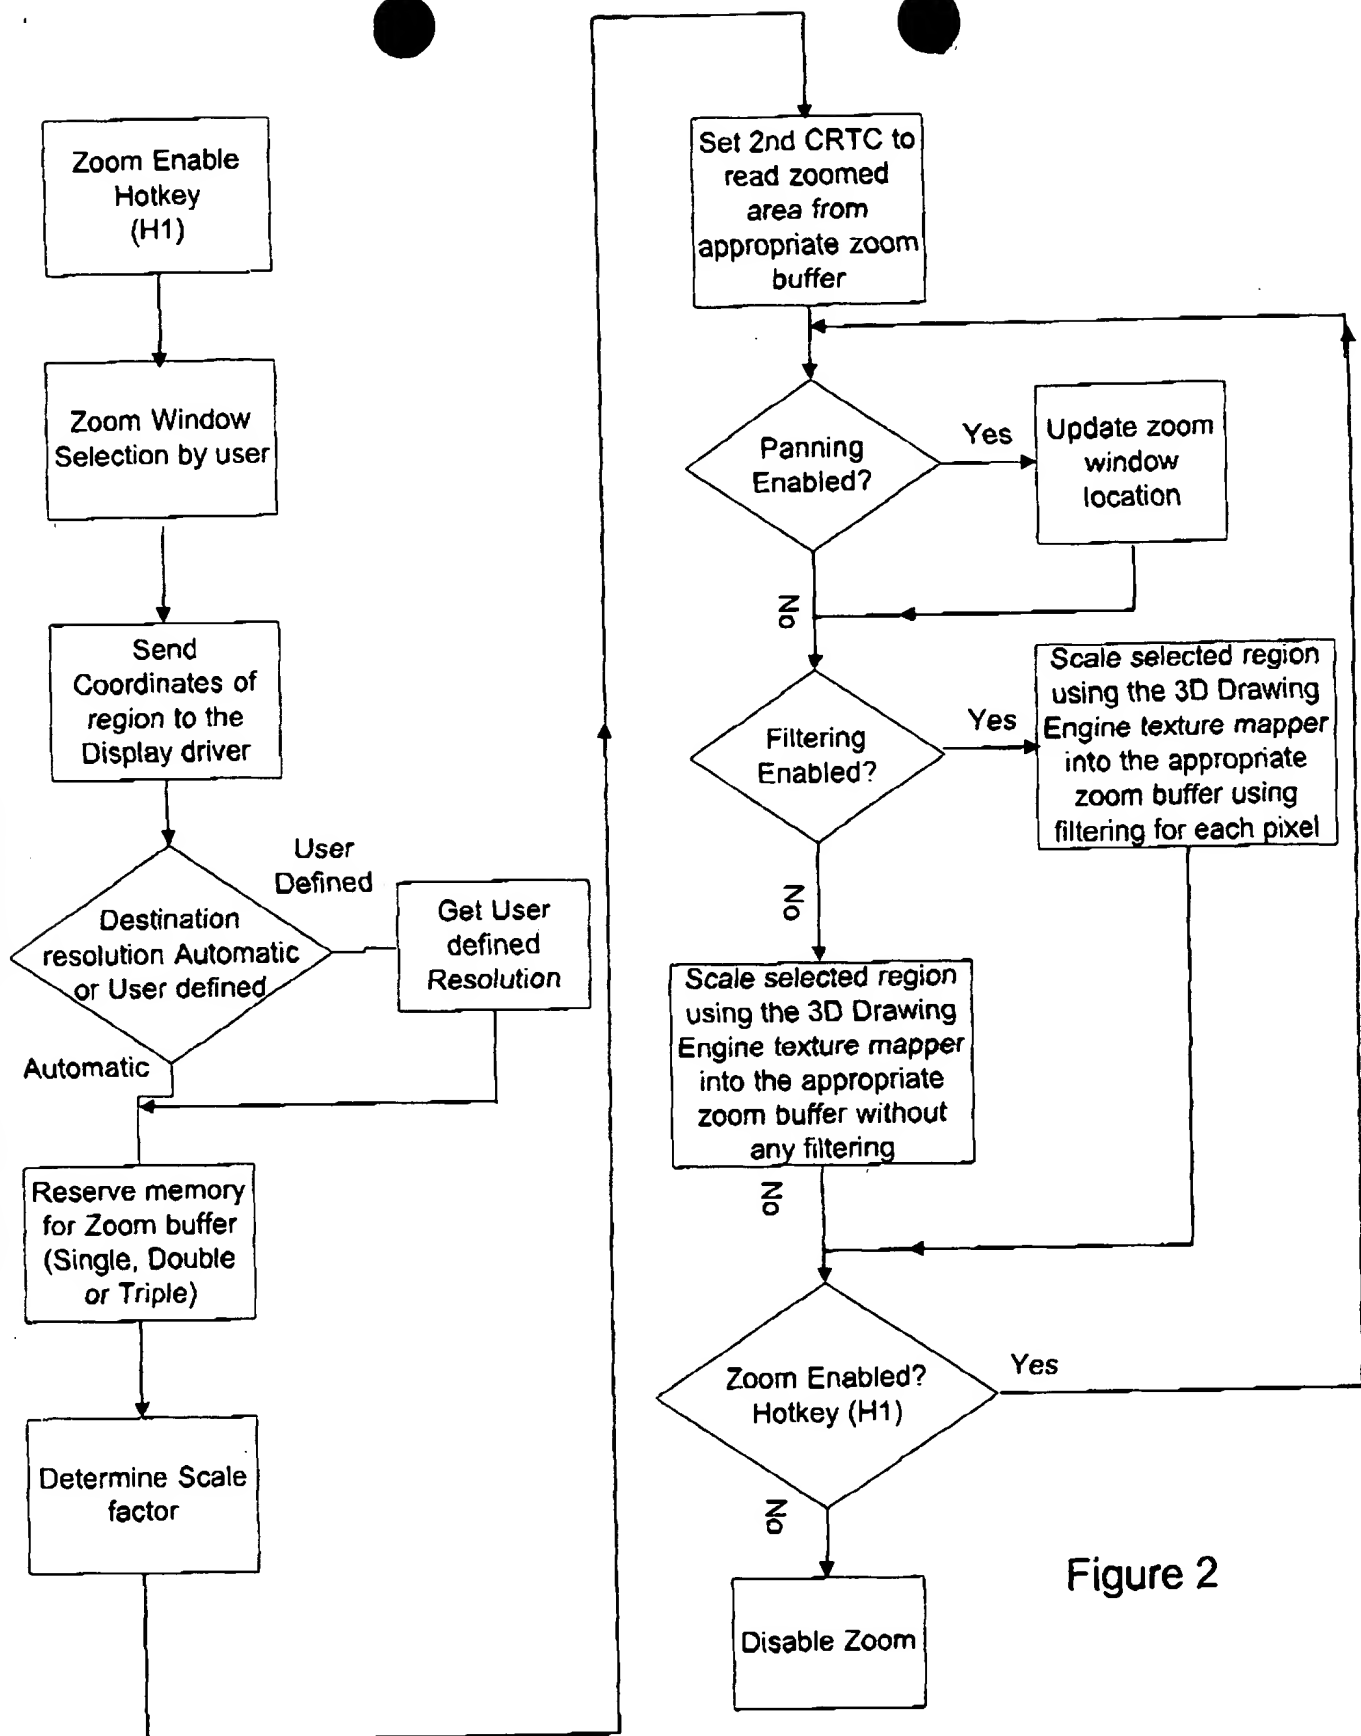 Zoom Enable
Hotkey
(H1)
Zoom Window
Selection by user
Send
Coordinates of
region to the
Display driver
User
Defined
Destination
resolution Automatic
or User defined
Get User
defined
Resolution
Automatic
Reserve memory
for Zoom buffer
(Single, Double
or Triple)
Determine Scale
factor
Set 2nd CRTC to
read zoomed
area from
appropriate zoom
buffer
Panning
Enabled?
Yes
Update zoom
window
location
No
Filtering
Enabled?
Yes
Scale selected region
using the 3D Drawing
Engine texture mapper
into the appropriate
zoom buffer using
filtering for each pixel
No
Scale selected region
using the 3D Drawing
Engine texture mapper
into the appropriate
zoom buffer without
any filtering
No
Zoom Enabled?
Hotkey (H1)
Yes
No
Disable Zoom
Figure 2